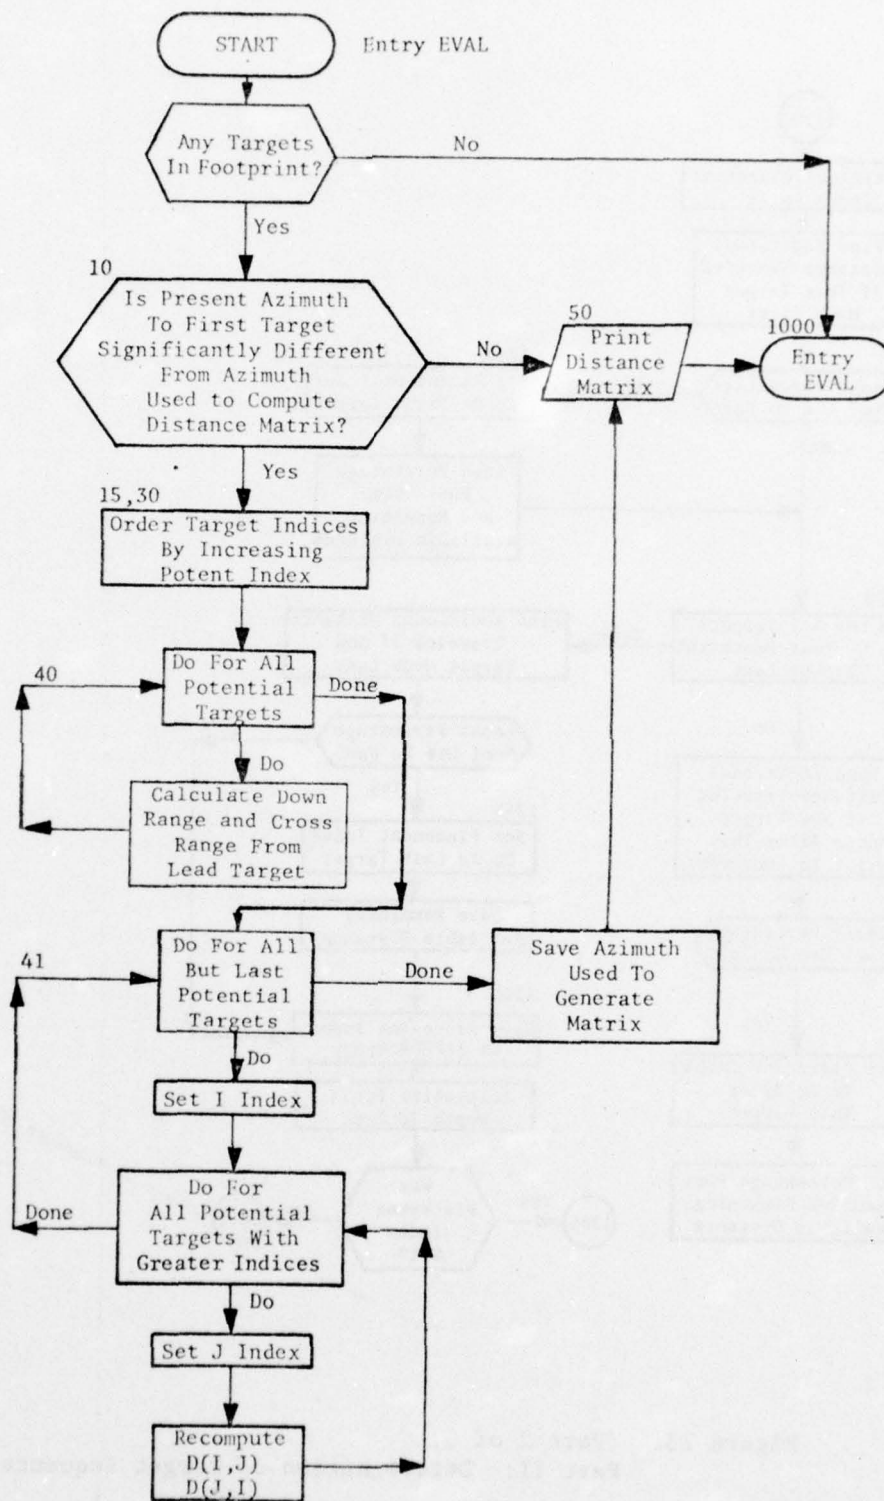 START
Entry EVAL
Any Targets
In Footprint?
No
Yes
10
Is Present Azimuth
To First Target
Significantly Different
From Azimuth
Used to Compute
Distance Matrix?
No
50
Print
Distance
Matrix
1000
Entry
EVAL
Yes
15,30
Order Target Indices
By Increasing
Potent Index
40
Do For All
Potential
Targets
Done
Do
Calculate Down
Range and Cross
Range From
Lead Target
41
Do For All
But Last
Potential
Targets
Done
Save Azimuth
Used To
Generate
Matrix
Do
Set I Index
Do For
All Potential
Targets With
Greater Indices
Done
Do
Set J Index
Recompute
D(I,J)
D(J,I)